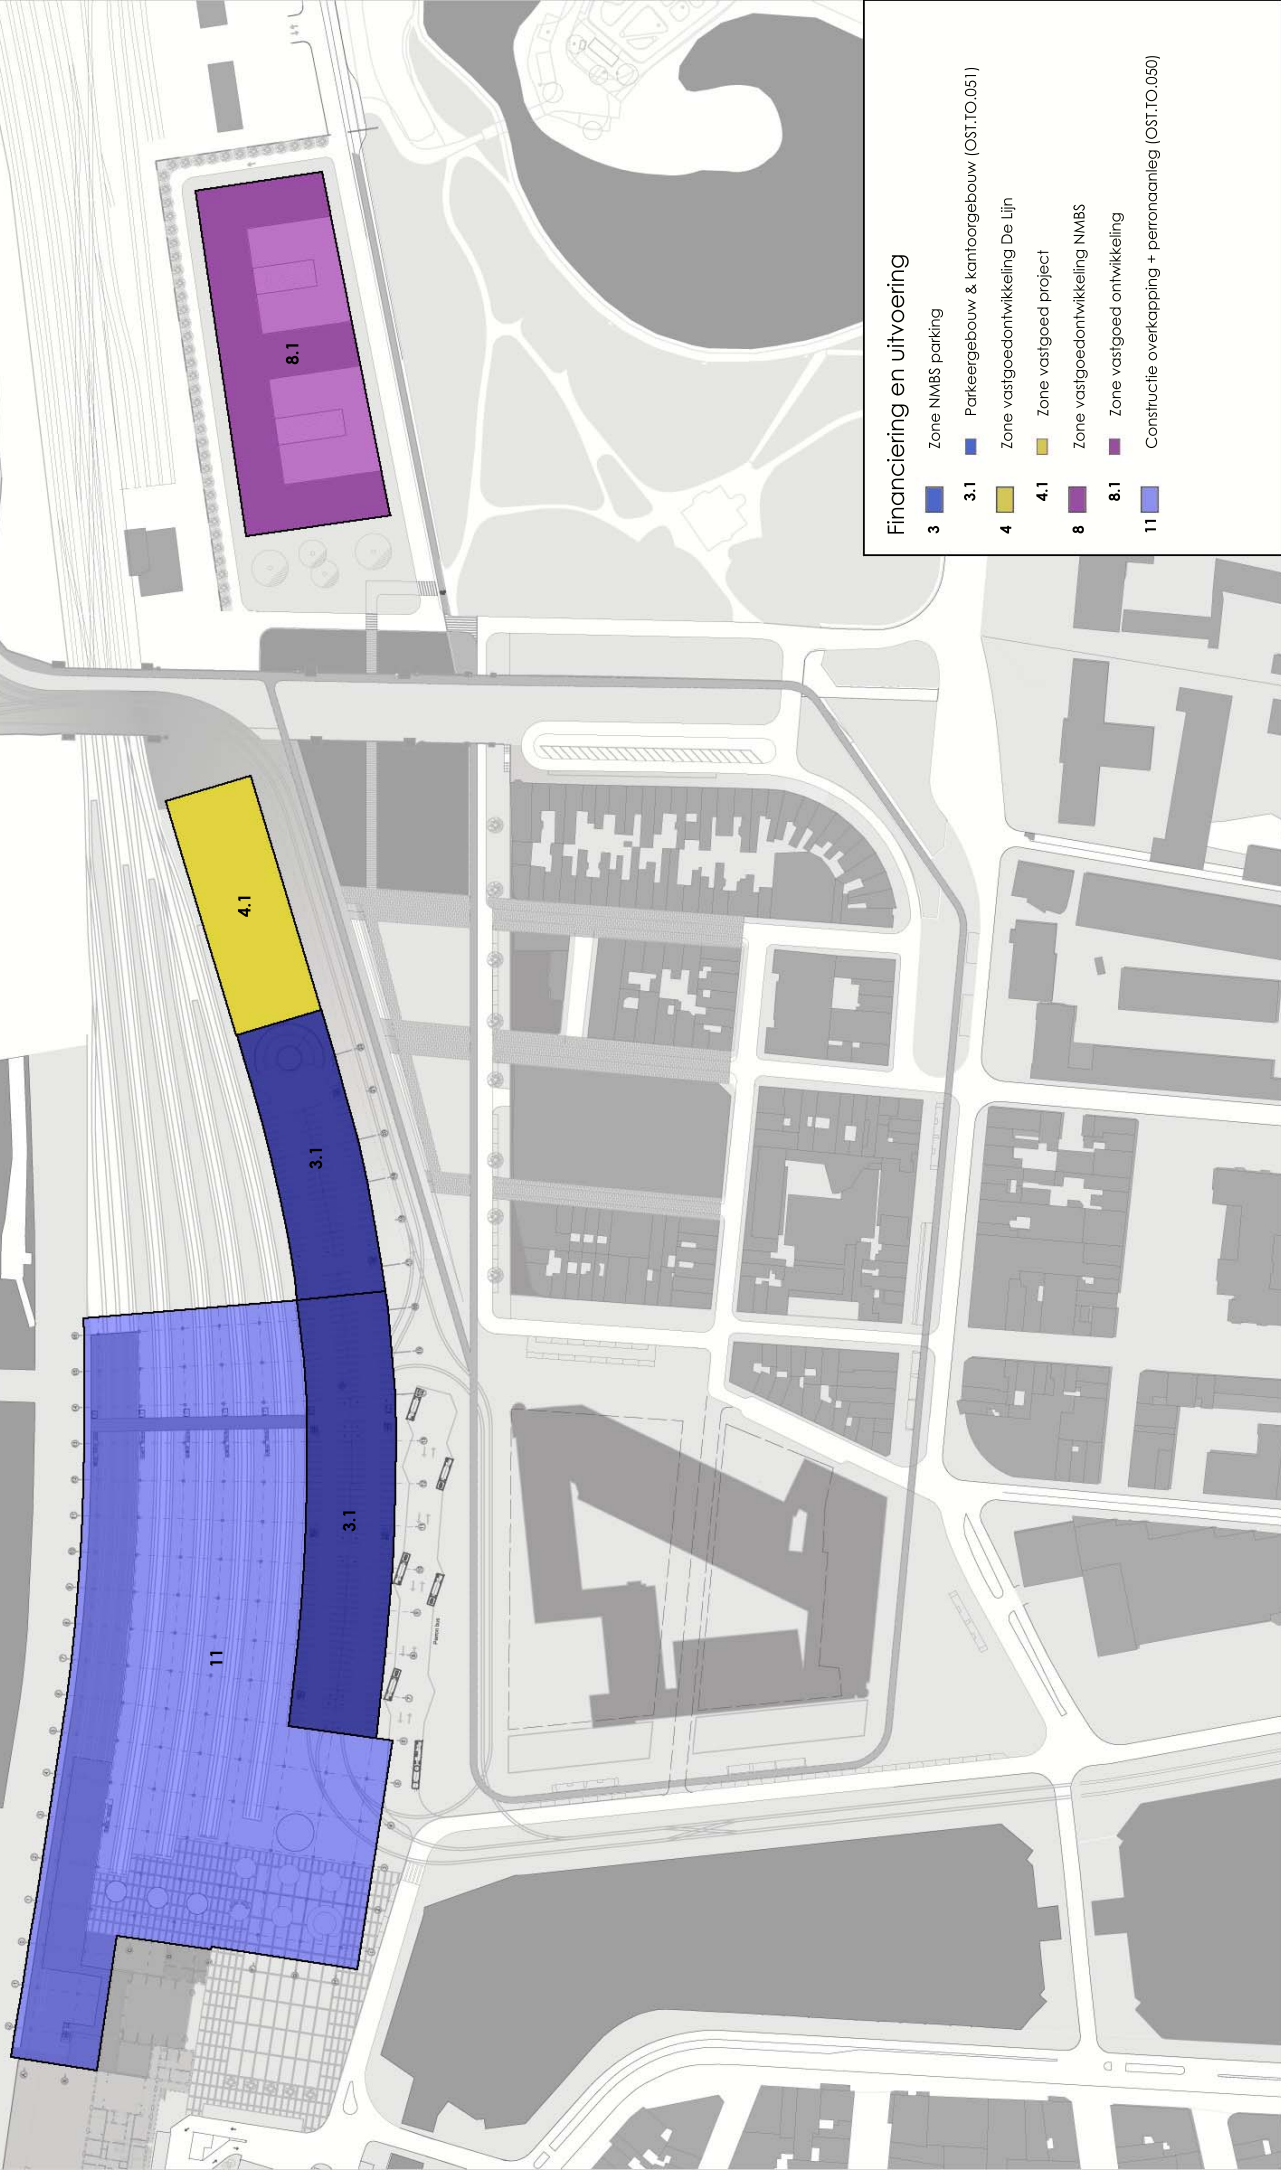 Financiering en uitvoering
3 Zone NMBS parking
3.1 Parkeergebouw & kantoorgebouw (OST.TO.051)
4 Zone vastgoedontwikkeling De Lijn
4.1 Zone vastgoed project
8 Zone vastgoedontwikkeling NMBS
8.1 Zone vastgoed ontwikkeling
11 Constructie overkapping + perronaanleg (OST.TO.050)
8.1
4.1
3.1
3.1
11